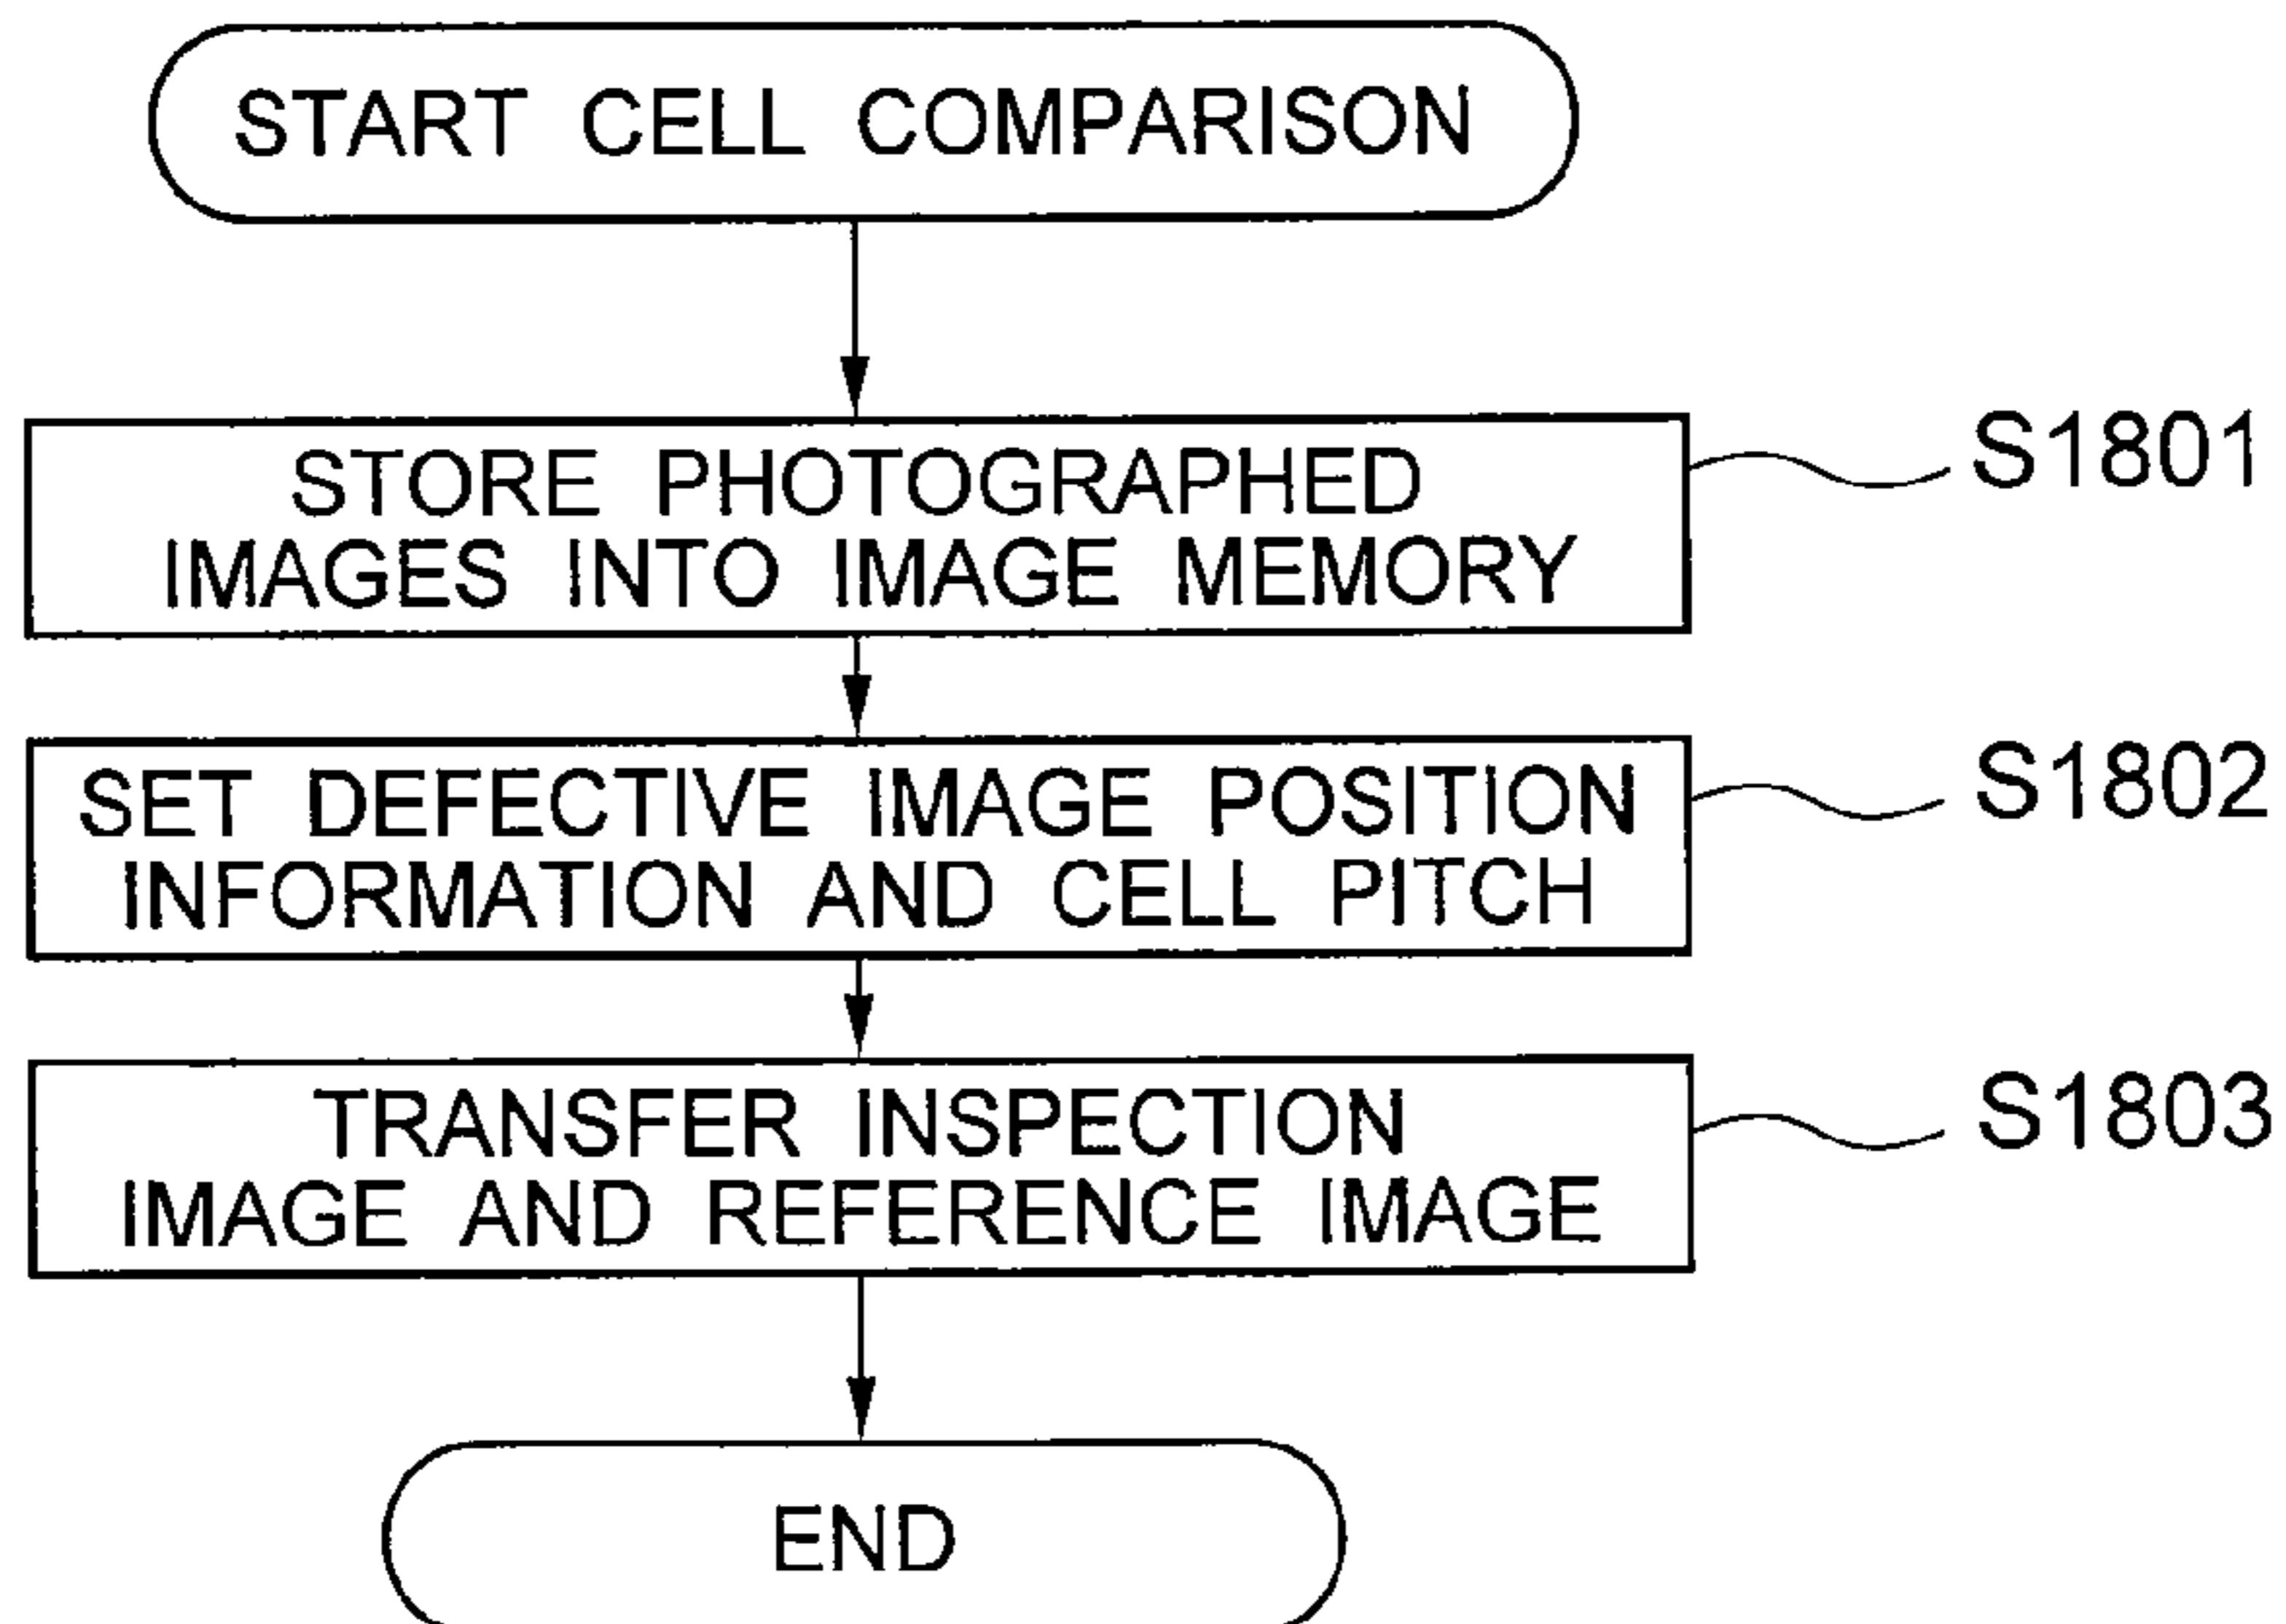 START CELL COMPARISON
STORE PHOTOGRAPHED
IMAGES INTO IMAGE MEMORY
S1801
SET DEFECTIVE IMAGE POSITION
INFORMATION AND CELL PITCH
S1802
TRANSFER INSPECTION
IMAGE AND REFERENCE IMAGE
S1803
END